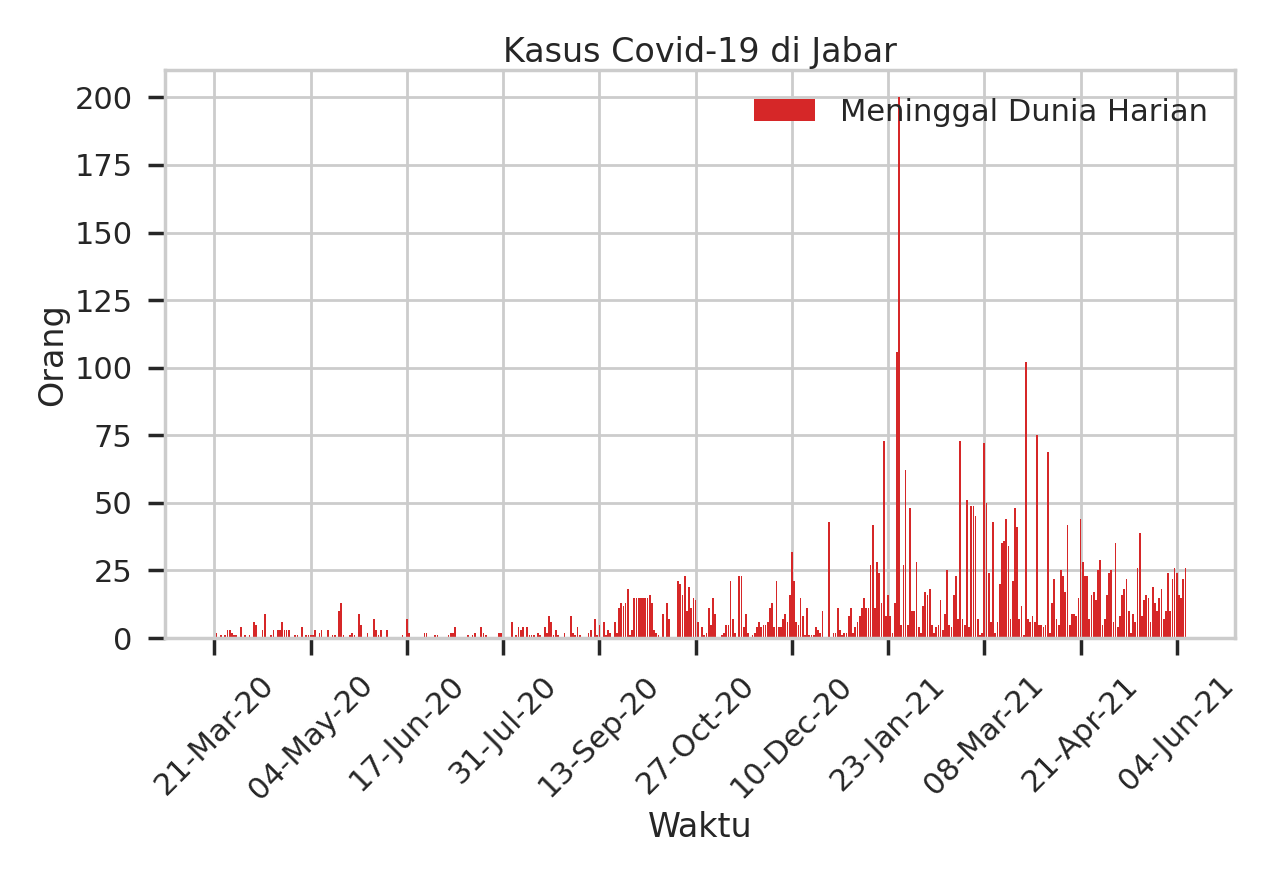 Kasus Covid-19 di Jabar
Meninggal Dunia Harian
200
175
150
125
100
75
50
25
0
Orang
21-Mar-20
04-May-20
17-Jun-20
31-Jul-20
13-Sep-20
27-Oct-20
10-Dec-20
23-Jan-21
08-Mar-21
21-Apr-21
04-Jun-21
Waktu